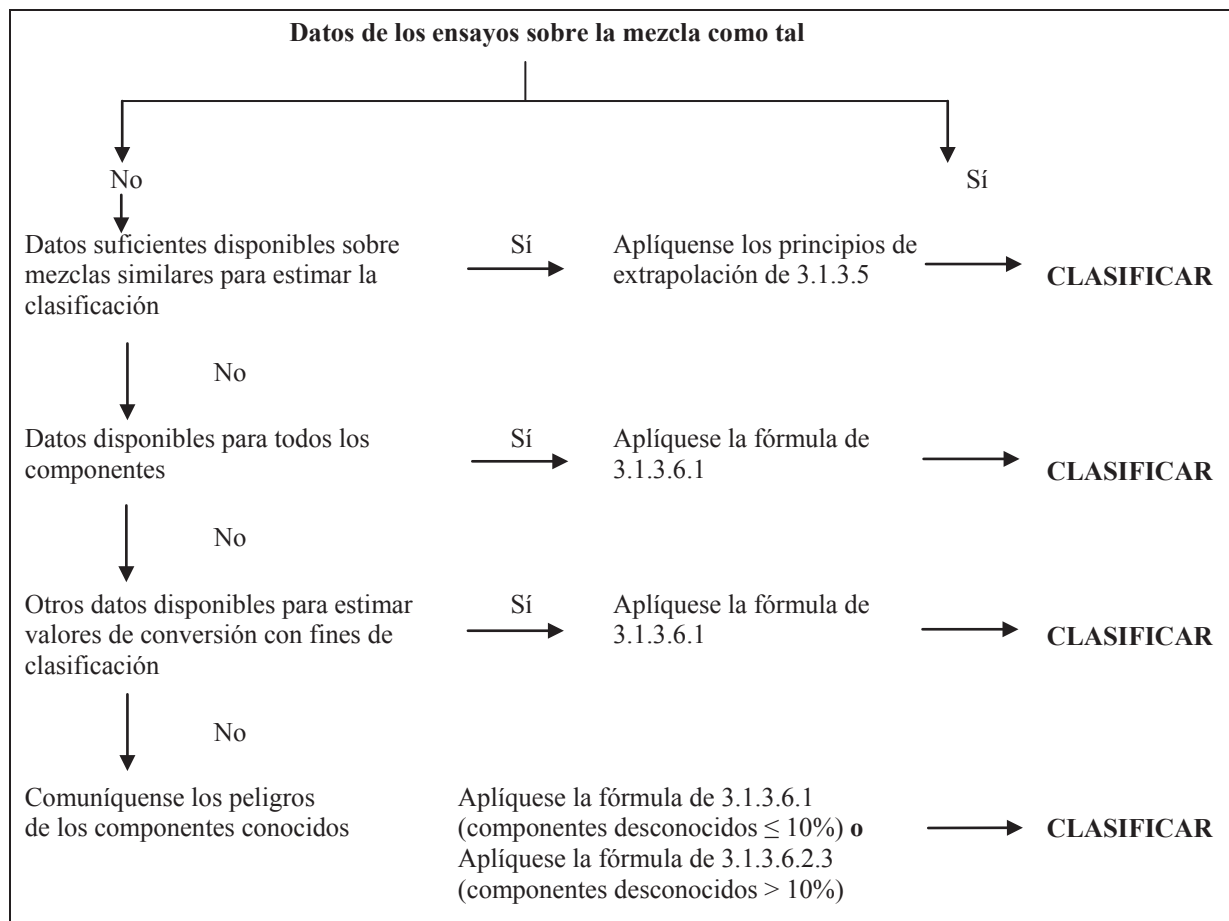 Datos de los ensayos sobre la mezcla como tal
No
Sí
Datos suficientes disponibles sobre
mezclas similares para estimar la
clasificación
Sí
Aplíquense los principios de
extrapolación de 3.1.3.5
CLASIFICAR
No
Datos disponibles para todos los
componentes
Sí
Aplíquese la fórmula de
3.1.3.6.1
CLASIFICAR
No
Otros datos disponibles para estimar
valores de conversión con fines de
clasificación
Sí
Aplíquese la fórmula de
3.1.3.6.1
CLASIFICAR
No
Comuníquense los peligros
de los componentes conocidos
Aplíquese la fórmula de 3.1.3.6.1
(componentes desconocidos ≤ 10%) o
Aplíquese la fórmula de 3.1.3.6.2.3
(componentes desconocidos > 10%)
CLASIFICAR